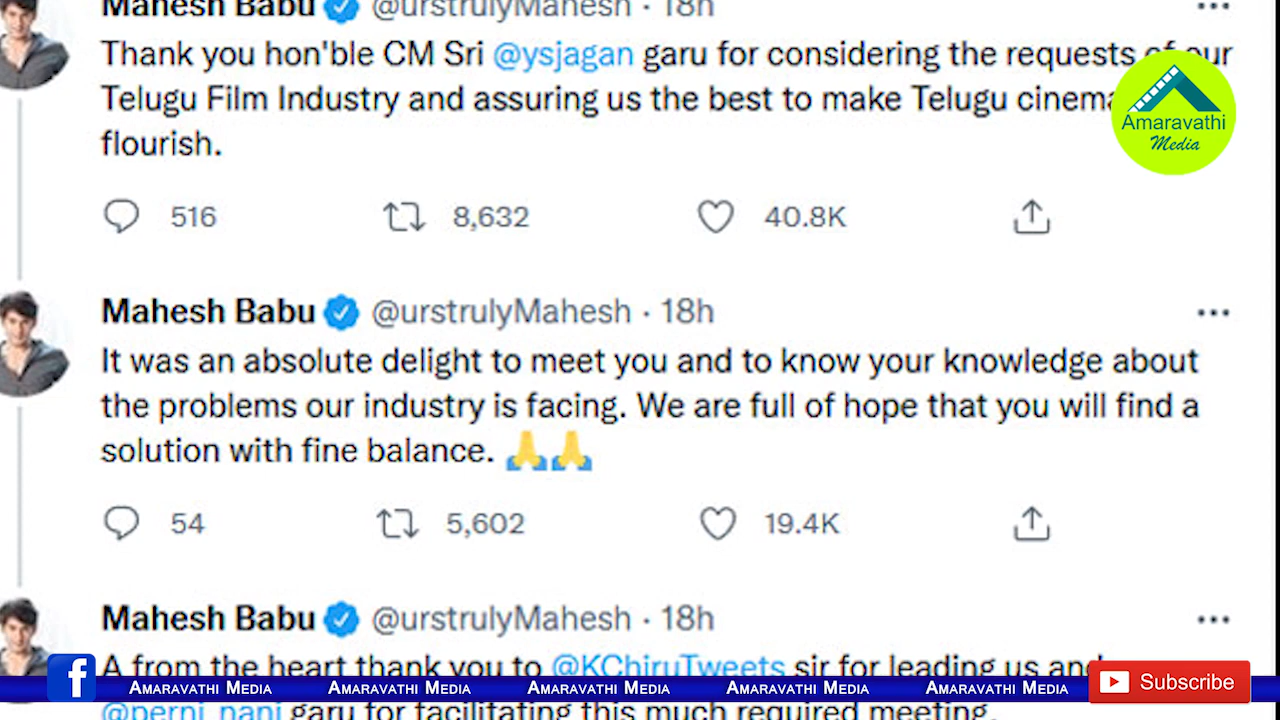 Mahesh Babu @urstrulyMahesh · 18h
Thank you hon'ble CM Sri @ysjagan garu for considering the requests of our
Telugu Film Industry and assuring us the best to make Telugu cinema
flourish.
516 8,632 40.8K
Amaravathi
Media
Mahesh Babu @urstrulyMahesh · 18h
It was an absolute delight to meet you and to know your knowledge about
the problems our industry is facing. We are full of hope that you will find a
solution with fine balance. 🙏🙏
54 5,602 19.4K
Mahesh Babu @urstrulyMahesh · 18h
A from the heart thank you to @KChiruTweets sir for leading us and
@perni_nani garu for facilitating this much required meeting.
f Amaravathi Media Amaravathi Media Amaravathi Media Amaravathi Media Amaravathi Media
Subscribe